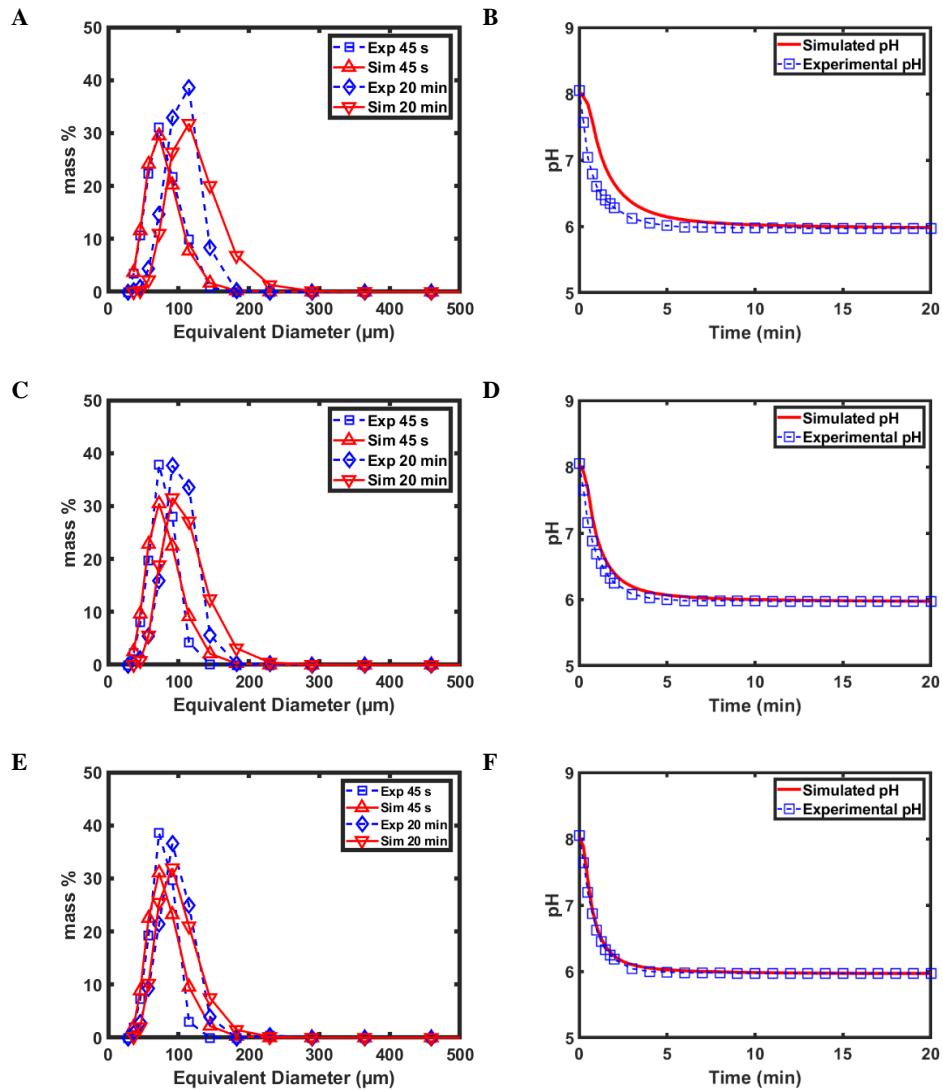 A
50
40
30
20
10
0
mass %
0 100 200 300 400 500
Equivalent Diameter (µm)
Exp 45 s
Sim 45 s
Exp 20 min
Sim 20 min
B
9
8
7
6
5
pH
0 5 10 15 20
Time (min)
Simulated pH
Experimental pH
C
50
40
30
20
10
0
mass %
0 100 200 300 400 500
Equivalent Diameter (µm)
Exp 45 s
Sim 45 s
Exp 20 min
Sim 20 min
D
9
8
7
6
5
pH
0 5 10 15 20
Time (min)
Simulated pH
Experimental pH
E
50
40
30
20
10
0
mass %
0 100 200 300 400 500
Equivalent Diameter (µm)
Exp 45 s
Sim 45 s
Exp 20 min
Sim 20 min
F
9
8
7
6
5
pH
0 5 10 15 20
Time (min)
Simulated pH
Experimental pH